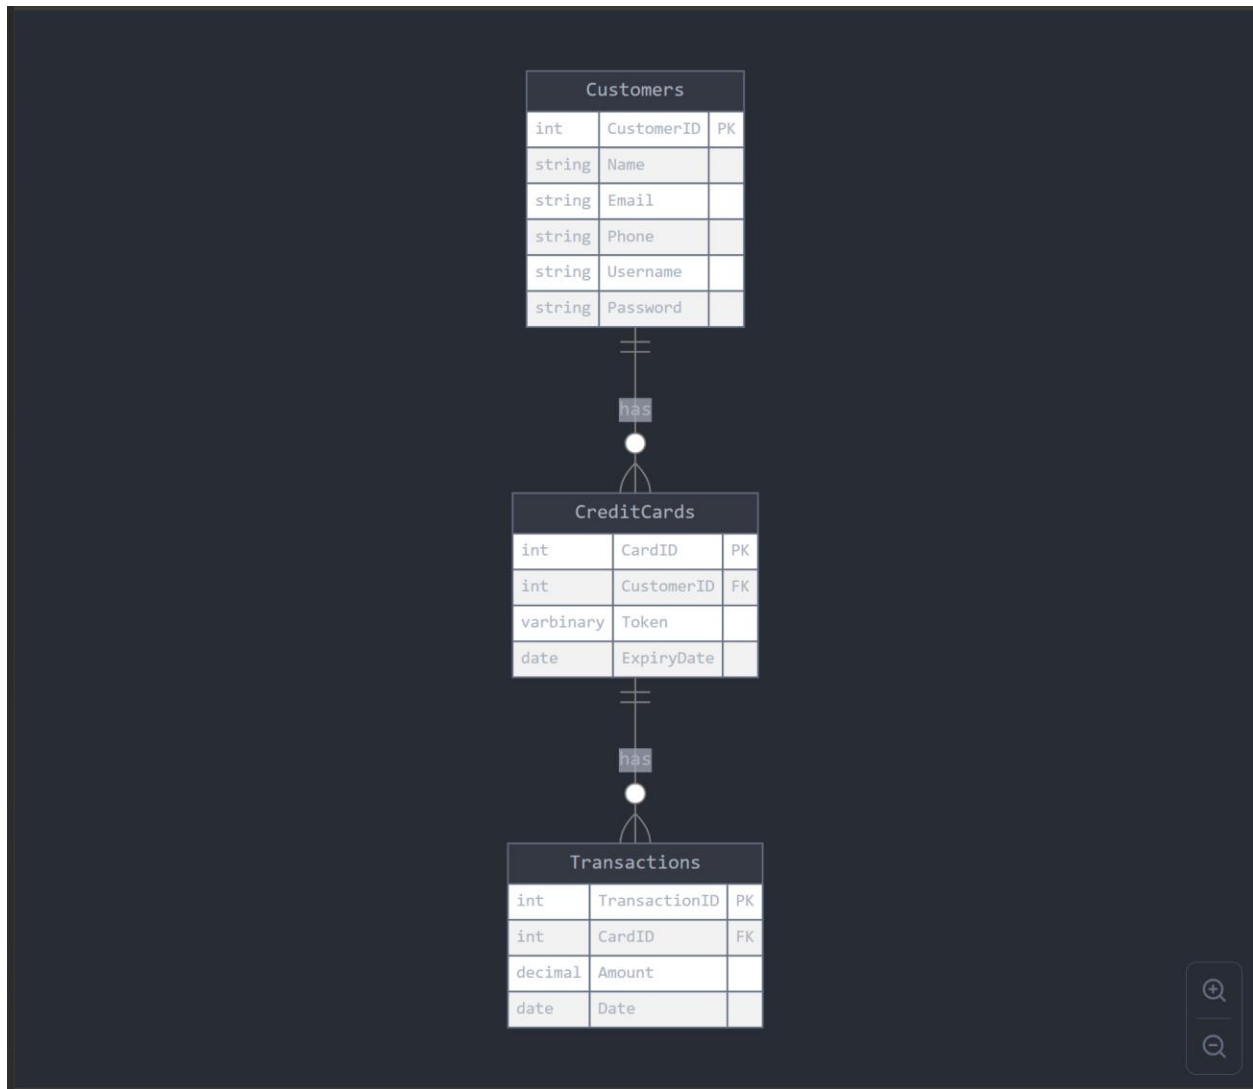 Customers
int CustomerID PK
string Name
string Email
string Phone
string Username
string Password
has
CreditCards
int CardID PK
int CustomerID FK
varbinary Token
date ExpiryDate
has
Transactions
int TransactionID PK
int CardID FK
decimal Amount
date Date